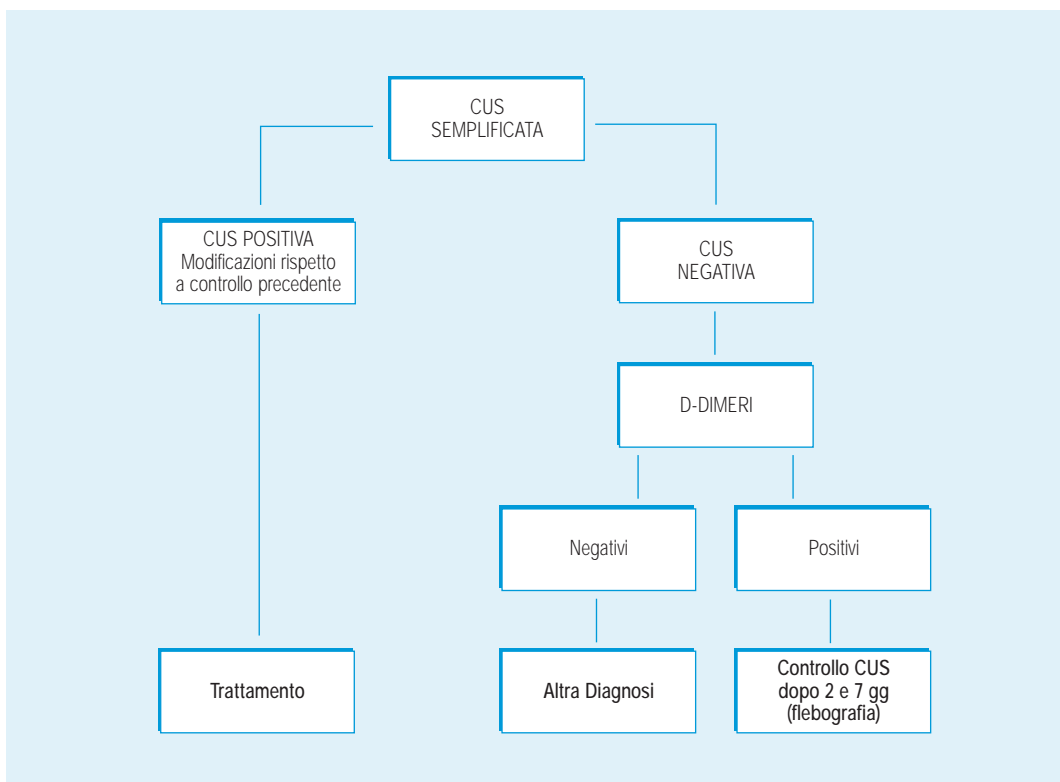 CUS
SEMPLIFICATA
CUS POSITIVA
Modificazioni rispetto
a controllo precedente
CUS
NEGATIVA
D-DIMERI
Negativi
Positivi
Trattamento
Altra Diagnosi
Controllo CUS
dopo 2 e 7 gg
(flebografia)